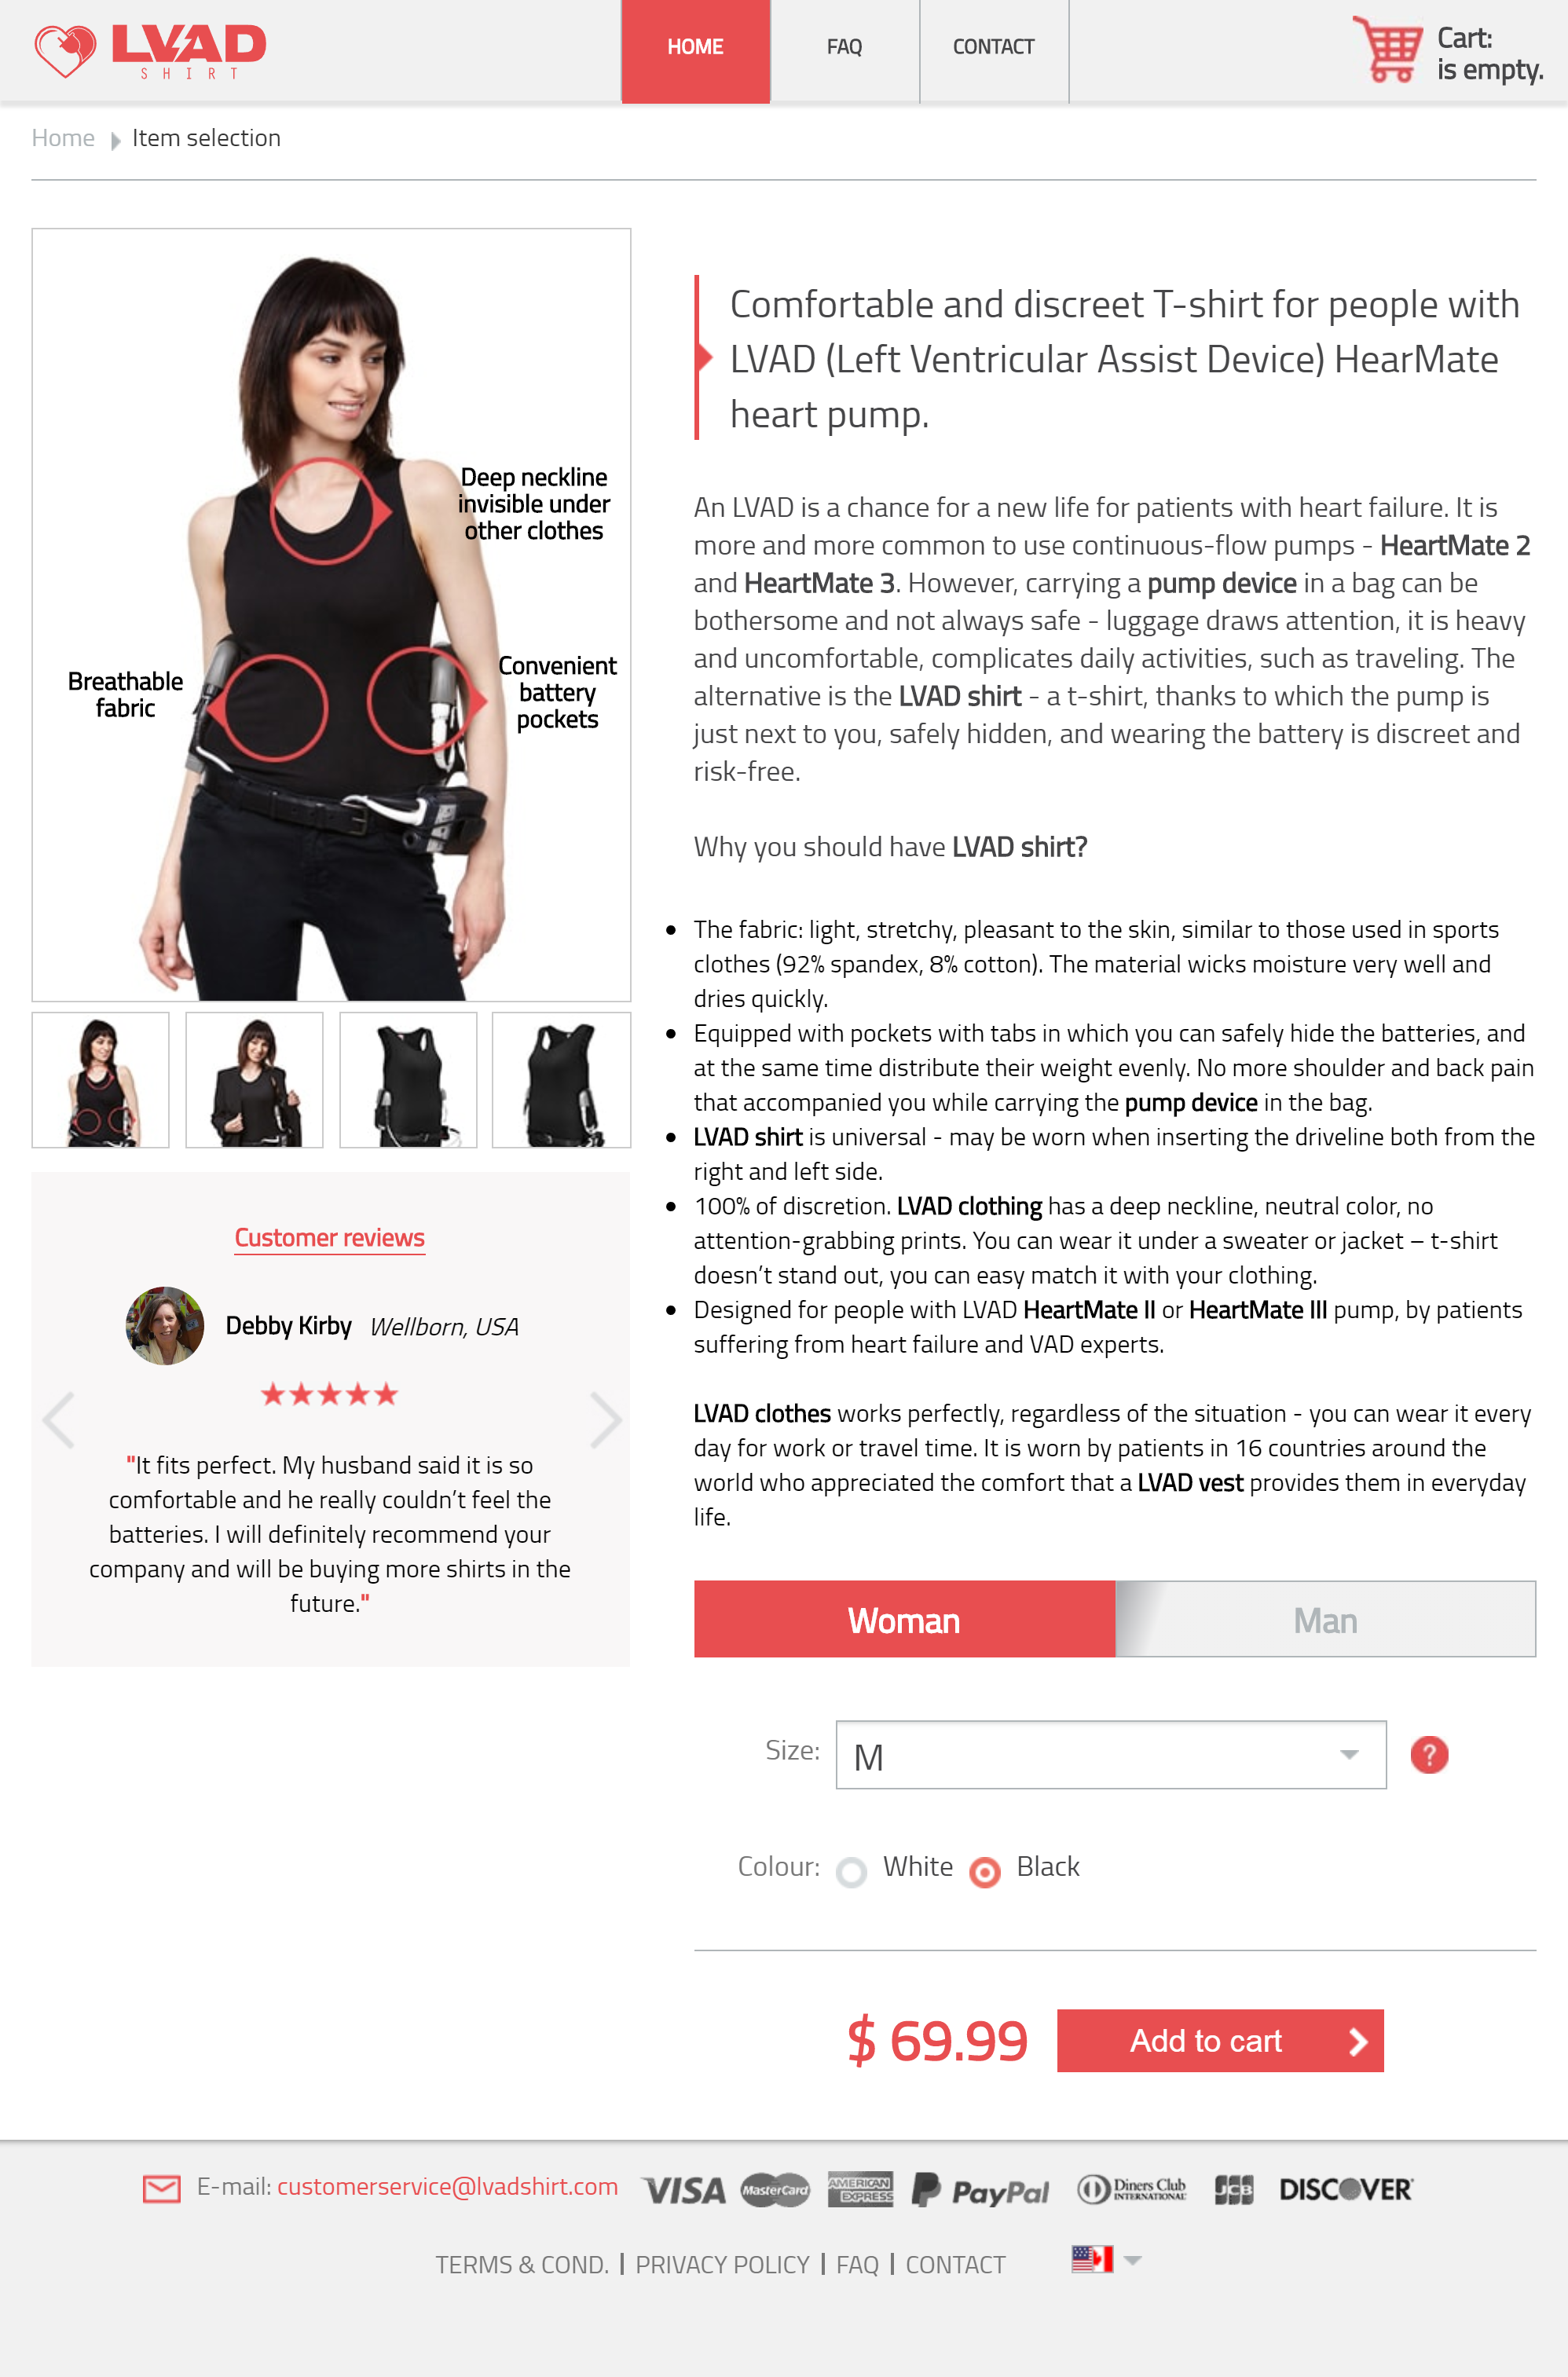 LVAD
SHIRT
HOME
FAQ
CONTACT
Cart:
is empty.
Home
Item selection
Deep neckline
invisible under
other clothes
Breathable
fabric
Convenient
battery
pockets
Customer reviews
Debby Kirby Wellborn, USA
"It fits perfect. My husband said it is so
comfortable and he really couldn’t feel the
batteries. I will definitely recommend your
company and will be buying more shirts in the
future."
Comfortable and discreet T-shirt for people with
LVAD (Left Ventricular Assist Device) HearMate
heart pump.
An LVAD is a chance for a new life for patients with heart failure. It is
more and more common to use continuous-flow pumps - HeartMate 2
and HeartMate 3. However, carrying a pump device in a bag can be
bothersome and not always safe - luggage draws attention, it is heavy
and uncomfortable, complicates daily activities, such as traveling. The
alternative is the LVAD shirt - a t-shirt, thanks to which the pump is
just next to you, safely hidden, and wearing the battery is discreet and
risk-free.
Why you should have LVAD shirt?
The fabric: light, stretchy, pleasant to the skin, similar to those used in sports
clothes (92% spandex, 8% cotton). The material wicks moisture very well and
dries quickly.
Equipped with pockets with tabs in which you can safely hide the batteries, and
at the same time distribute their weight evenly. No more shoulder and back pain
that accompanied you while carrying the pump device in the bag.
LVAD shirt is universal - may be worn when inserting the driveline both from the
right and left side.
100% of discretion. LVAD clothing has a deep neckline, neutral color, no
attention-grabbing prints. You can wear it under a sweater or jacket – t-shirt
doesn’t stand out, you can easy match it with your clothing.
Designed for people with LVAD HeartMate II or HeartMate III pump, by patients
suffering from heart failure and VAD experts.
LVAD clothes works perfectly, regardless of the situation - you can wear it every
day for work or travel time. It is worn by patients in 16 countries around the
world who appreciated the comfort that a LVAD vest provides them in everyday
life.
Woman
Man
Size:
M
?
Colour:
White
Black
$ 69.99
Add to cart
E-mail: customerservice@lvadshirt.com
VISA
MasterCard
AMERICAN
EXPRESS
PayPal
Diners Club
INTERNATIONAL
JCB
DISCOVER
TERMS & COND. | PRIVACY POLICY | FAQ | CONTACT